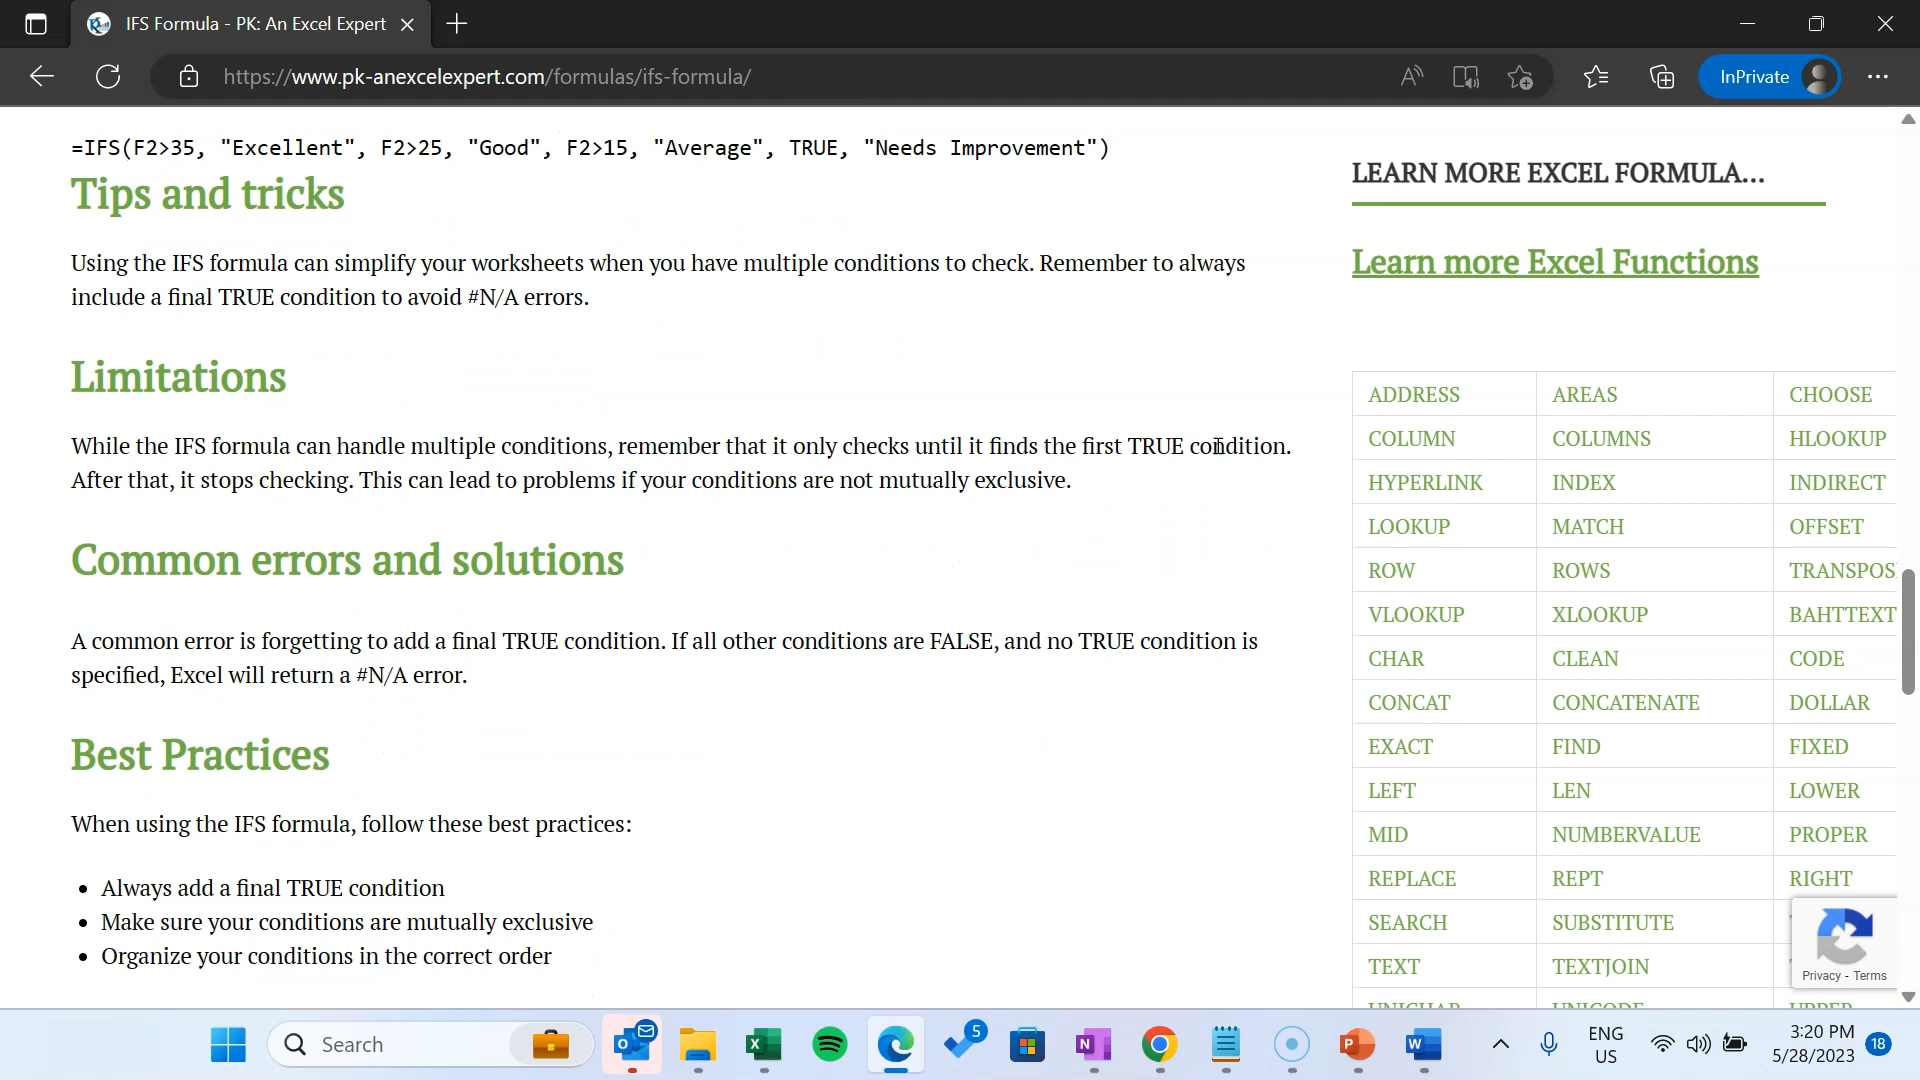 IFS Formula - PK: An Excel Expert
https://www.pk-anexcelexpert.com/formulas/ifs-formula/
InPrivate
=IFS(F2>35, "Excellent", F2>25, "Good", F2>15, "Average", TRUE, "Needs Improvement")
Tips and tricks
Using the IFS formula can simplify your worksheets when you have multiple conditions to check. Remember to always
include a final TRUE condition to avoid #N/A errors.
Limitations
While the IFS formula can handle multiple conditions, remember that it only checks until it finds the first TRUE condition.
After that, it stops checking. This can lead to problems if your conditions are not mutually exclusive.
Common errors and solutions
A common error is forgetting to add a final TRUE condition. If all other conditions are FALSE, and no TRUE condition is
specified, Excel will return a #N/A error.
Best Practices
When using the IFS formula, follow these best practices:
• Always add a final TRUE condition
• Make sure your conditions are mutually exclusive
• Organize your conditions in the correct order
LEARN MORE EXCEL FORMULA...
Learn more Excel Functions
ADDRESS AREAS CHOOSE
COLUMN COLUMNS HLOOKUP
HYPERLINK INDEX INDIRECT
LOOKUP MATCH OFFSET
ROW ROWS TRANSPOS
VLOOKUP XLOOKUP BAHTTEXT
CHAR CLEAN CODE
CONCAT CONCATENATE DOLLAR
EXACT FIND FIXED
LEFT LEN LOWER
MID NUMBERVALUE PROPER
REPLACE REPT RIGHT
SEARCH SUBSTITUTE
TEXT TEXTJOIN
Privacy - Terms
Search
5
ENG
US
3:20 PM
5/28/2023
18